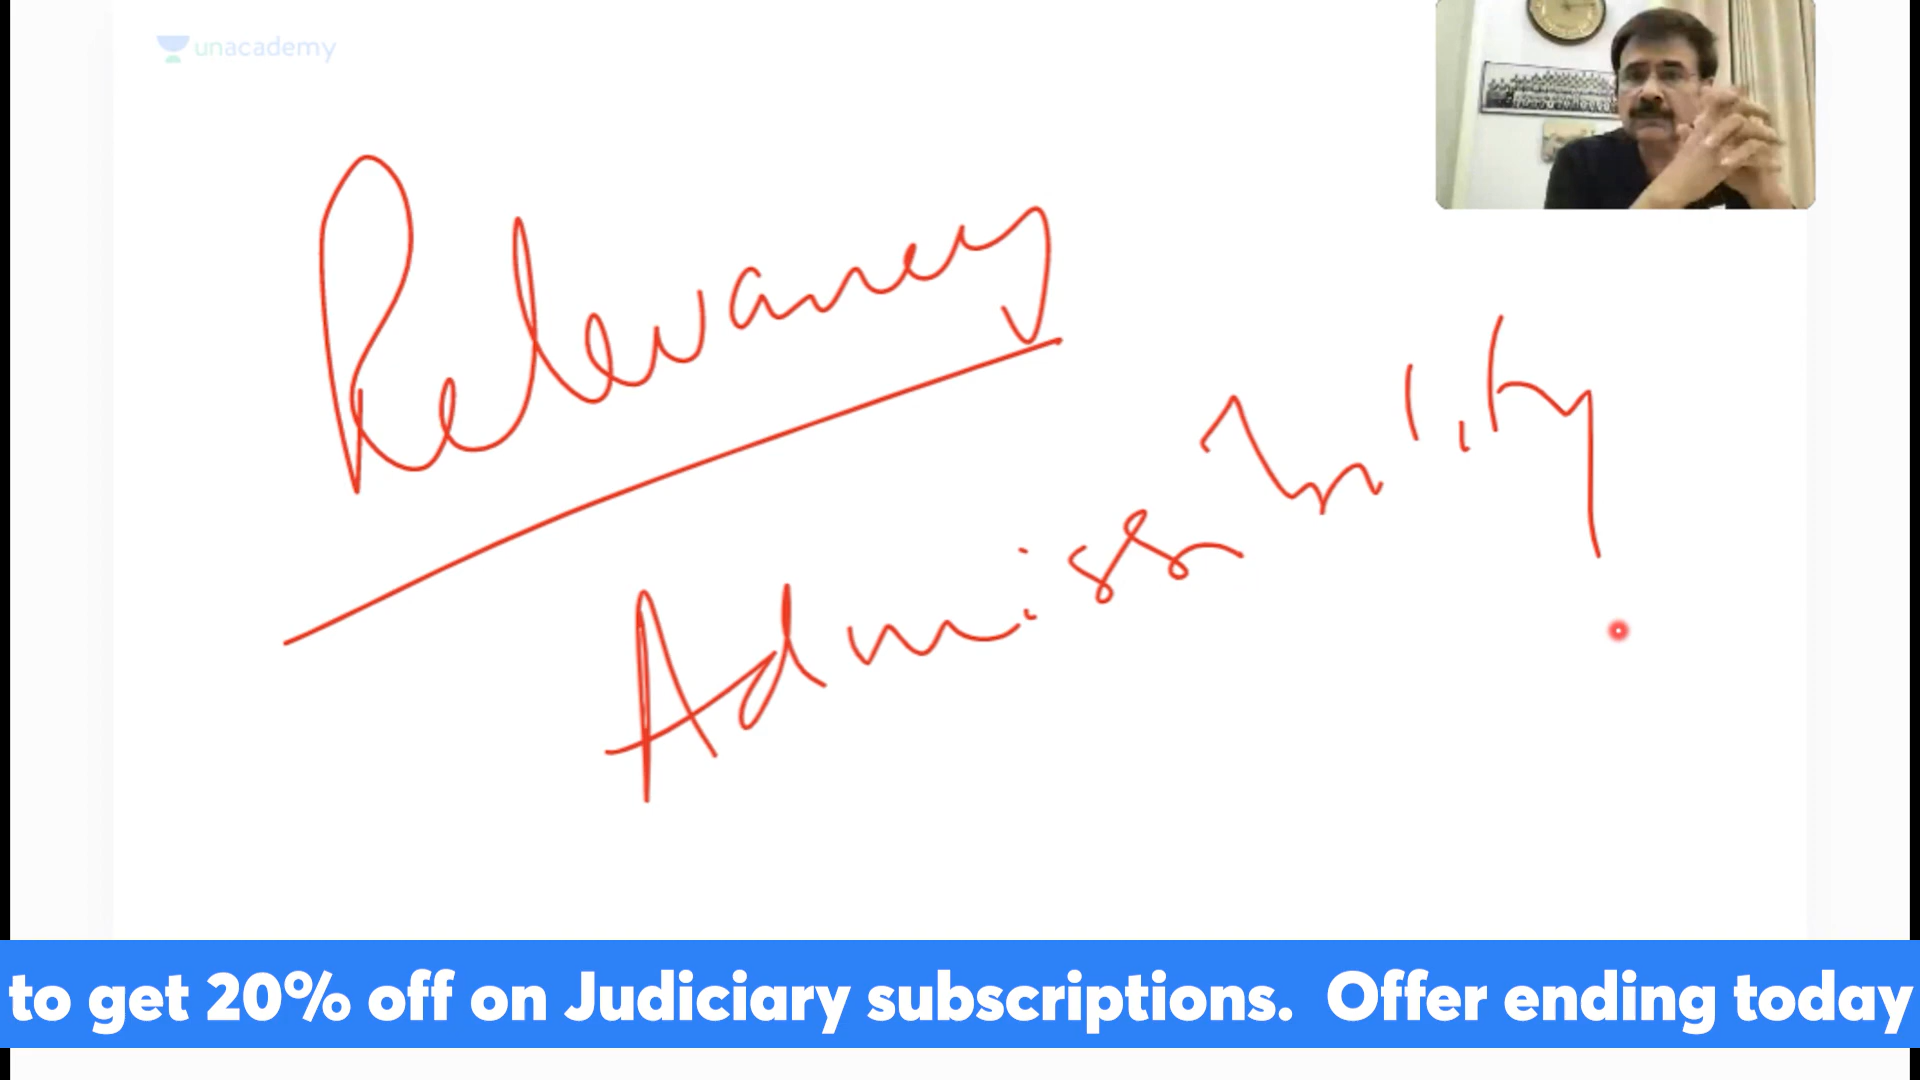 unacademy
Relevancy
Admissibility
to get 20% off on Judiciary subscriptions. Offer ending today